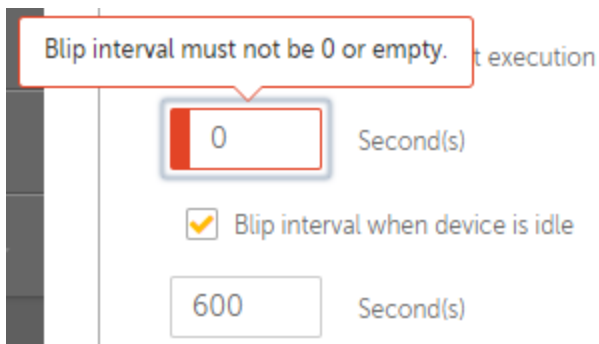 Blip interval must not be 0 or empty.
t execution
0 Second(s)
Blip interval when device is idle
600 Second(s)